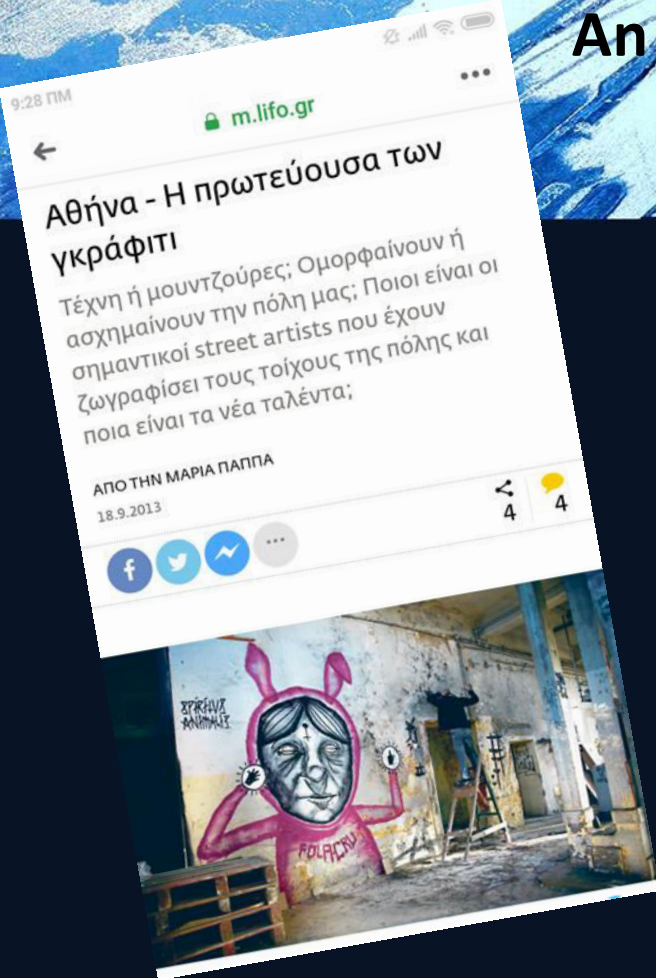 An
9:28 ΠΜ
m.lifo.gr
Αθήνα - Η πρωτεύουσα των
γκράφιτι
Τέχνη ή μουντζούρες; Ομορφαίνουν ή
ασχημαίνουν την πόλη μας; Ποιοι είναι οι
σημαντικοί street artists που έχουν
ζωγραφίσει τους τοίχους της πόλης και
ποια είναι τα νέα ταλέντα;
ΑΠΟ ΤΗΝ ΜΑΡΙΑ ΠΑΠΠΑ
18.9.2013
4
4